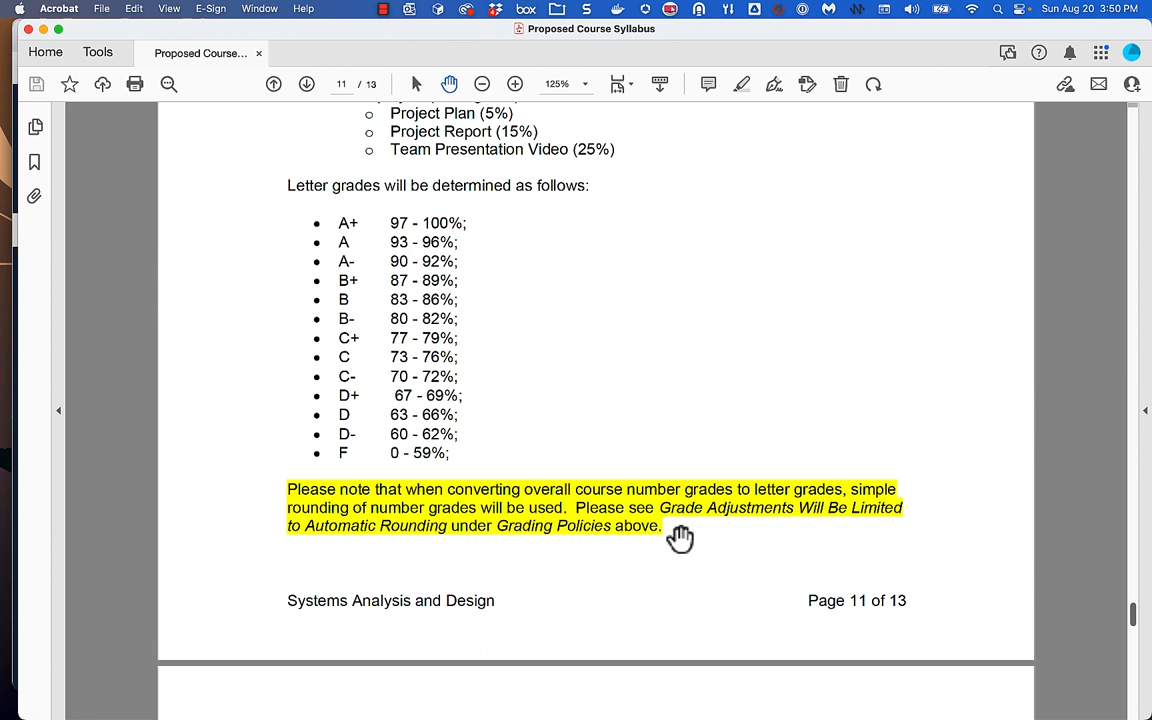 Acrobat File Edit View E-Sign Window Help box S Sun Aug 20 3:50 PM
Proposed Course Syllabus
Home Tools Proposed Course... ×
11 / 13 125%
o Project Plan (5%)
o Project Report (15%)
o Team Presentation Video (25%)
Letter grades will be determined as follows:
• A+ 97 - 100%;
• A 93 - 96%;
• A- 90 - 92%;
• B+ 87 - 89%;
• B 83 - 86%;
• B- 80 - 82%;
• C+ 77 - 79%;
• C 73 - 76%;
• C- 70 - 72%;
• D+ 67 - 69%;
• D 63 - 66%;
• D- 60 - 62%;
• F 0 - 59%;
Please note that when converting overall course number grades to letter grades, simple
rounding of number grades will be used. Please see Grade Adjustments Will Be Limited
to Automatic Rounding under Grading Policies above.
Systems Analysis and Design Page 11 of 13